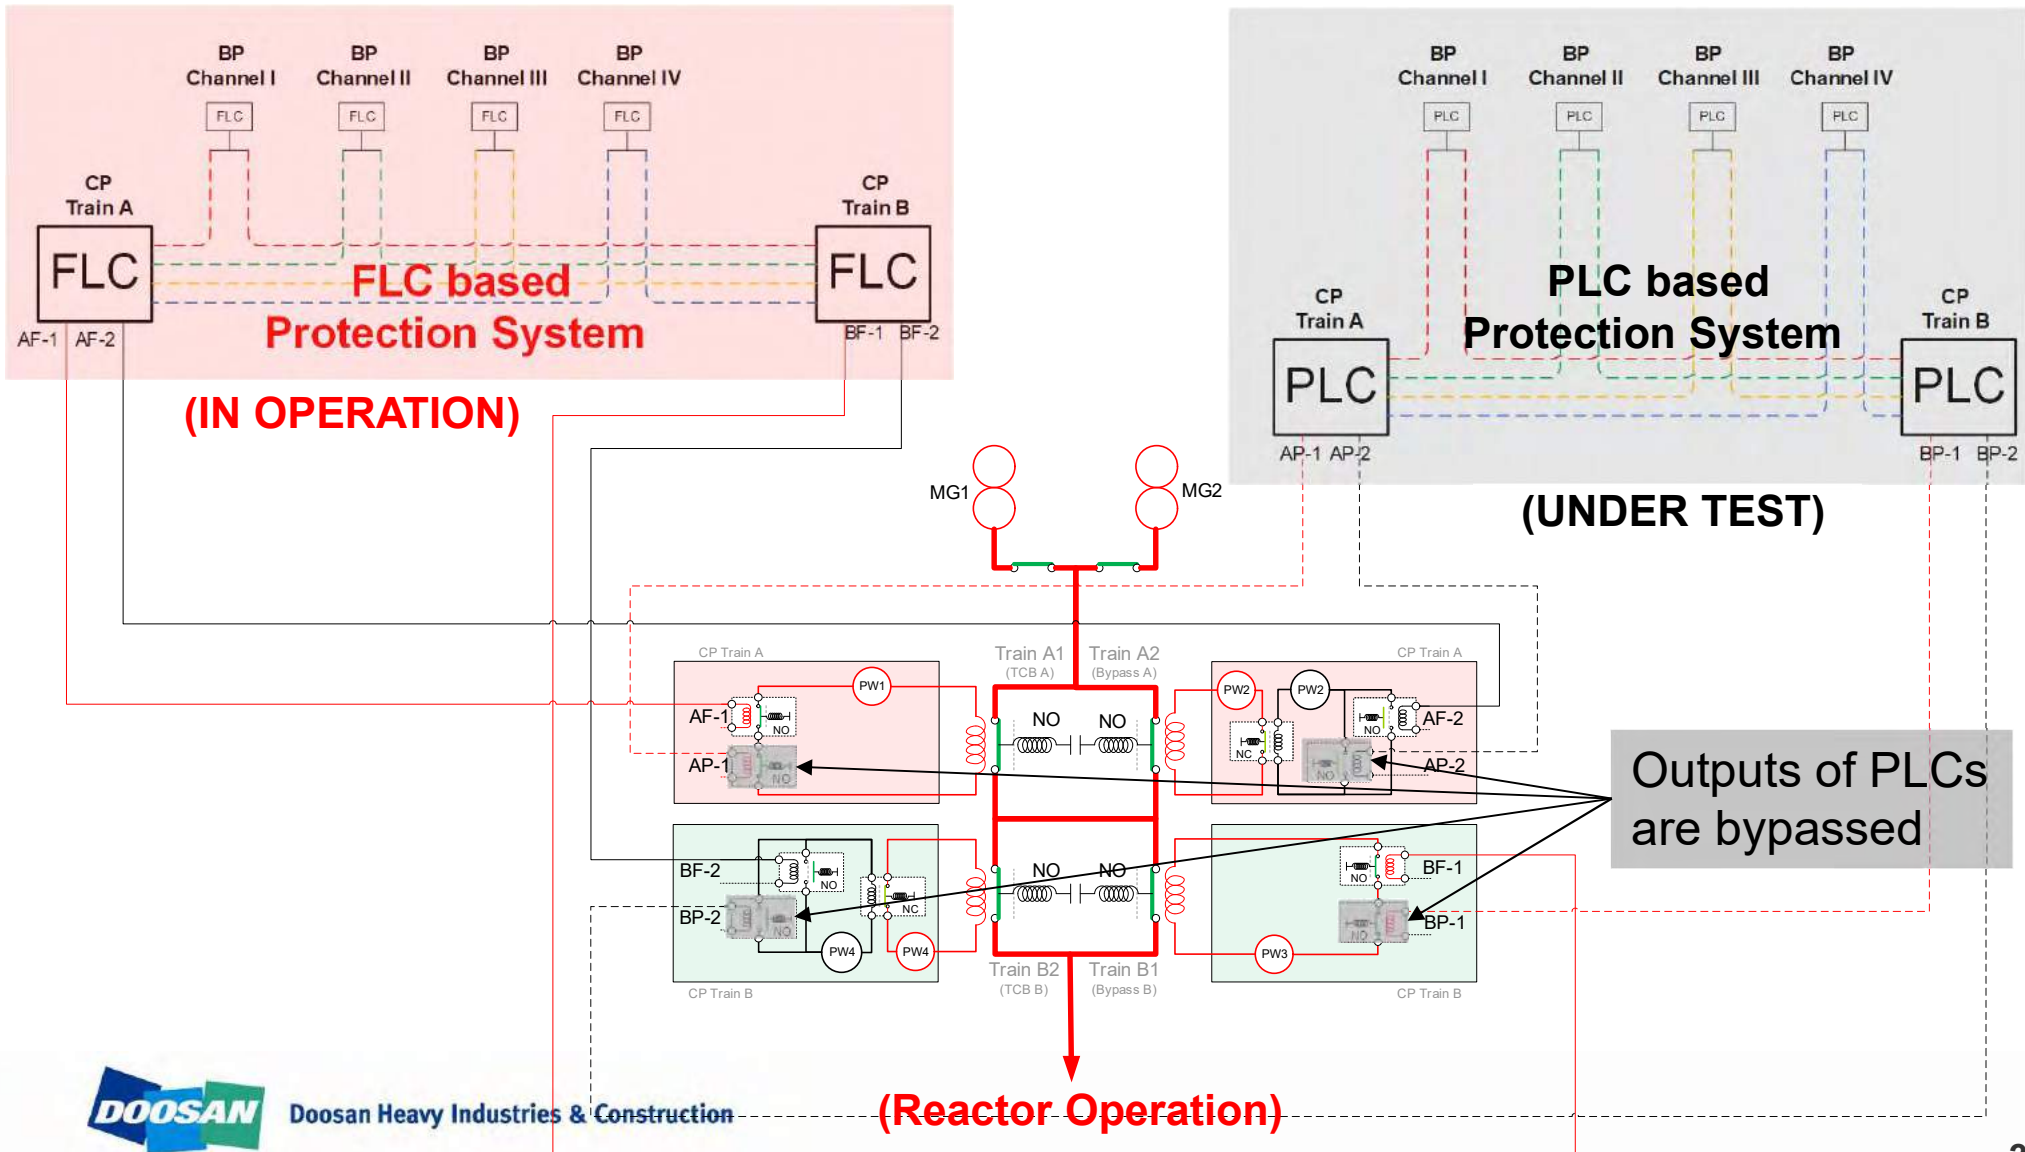 BP
Channel I
BP
Channel II
BP
Channel III
BP
Channel IV
FLC
FLC
FLC
FLC
CP
Train A
CP
Train B
FLC
FLC
FLC based
Protection System
AF-1
AF-2
BF-1
BF-2
(IN OPERATION)
BP
Channel I
BP
Channel II
BP
Channel III
BP
Channel IV
PLC
PLC
PLC
PLC
PLC based
Protection System
CP
Train A
CP
Train B
PLC
PLC
AP-1
AP-2
BP-1
BP-2
(UNDER TEST)
MG1
MG2
CP Train A
Train A1
(TCB A)
Train A2
(Bypass A)
CP Train A
PW1
PW2
PW2
AF-1
NO
NO
NO
NC
NO
AF-2
AP-1
NO
NO
AP-2
Outputs of PLCs
are bypassed
BF-2
NO
NO
NO
NO
BF-1
BP-2
NO
NC
NO
BP-1
PW4
PW4
PW3
Train B2
(TCB B)
Train B1
(Bypass B)
CP Train B
CP Train B
DOOSAN
Doosan Heavy Industries & Construction
(Reactor Operation)